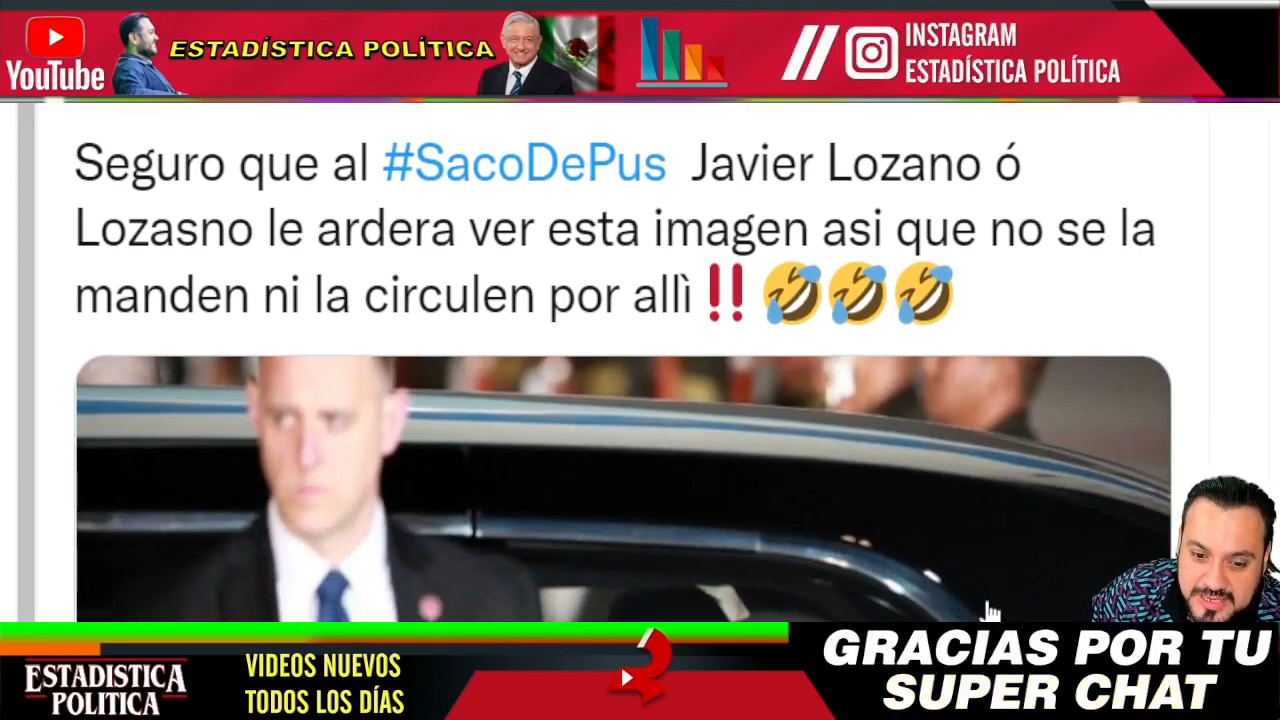 YouTube
ESTADÍSTICA POLÍTICA
INSTAGRAM
ESTADÍSTICA POLÍTICA
Seguro que al #SacoDePus Javier Lozano ó
Lozasno le ardera ver esta imagen asi que no se la
manden ni la circulen por allì‼️🤣🤣🤣
ESTADISTICA
POLITICA
VIDEOS NUEVOS
TODOS LOS DÍAS
GRACIAS POR TU
SUPER CHAT